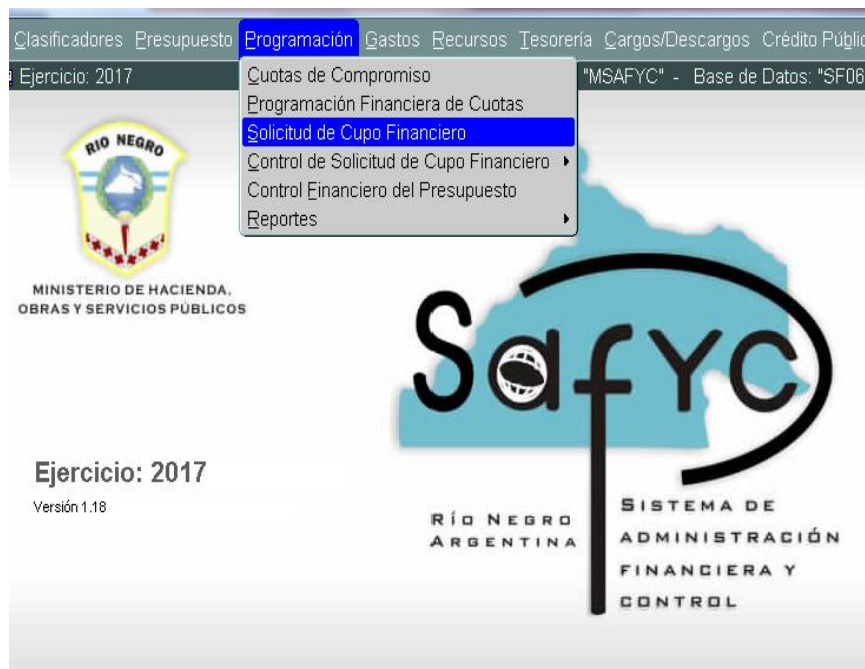 Clasificadores Presupuesto Programación Gastos Recursos Tesorería Cargos/Descargos Crédito Públic
Ejercicio: 2017 "MSAFYC" - Base de Datos: "SF06
Cuotas de Compromiso
Programación Financiera de Cuotas
Solicitud de Cupo Financiero
Control de Solicitud de Cupo Financiero
Control Financiero del Presupuesto
Reportes
RIO NEGRO
MINISTERIO DE HACIENDA,
OBRAS Y SERVICIOS PÚBLICOS
SafYC
Ejercicio: 2017
Versión 1.18
RÍO NEGRO
ARGENTINA
SISTEMA DE
ADMINISTRACIÓN
FINANCIERA Y
CONTROL